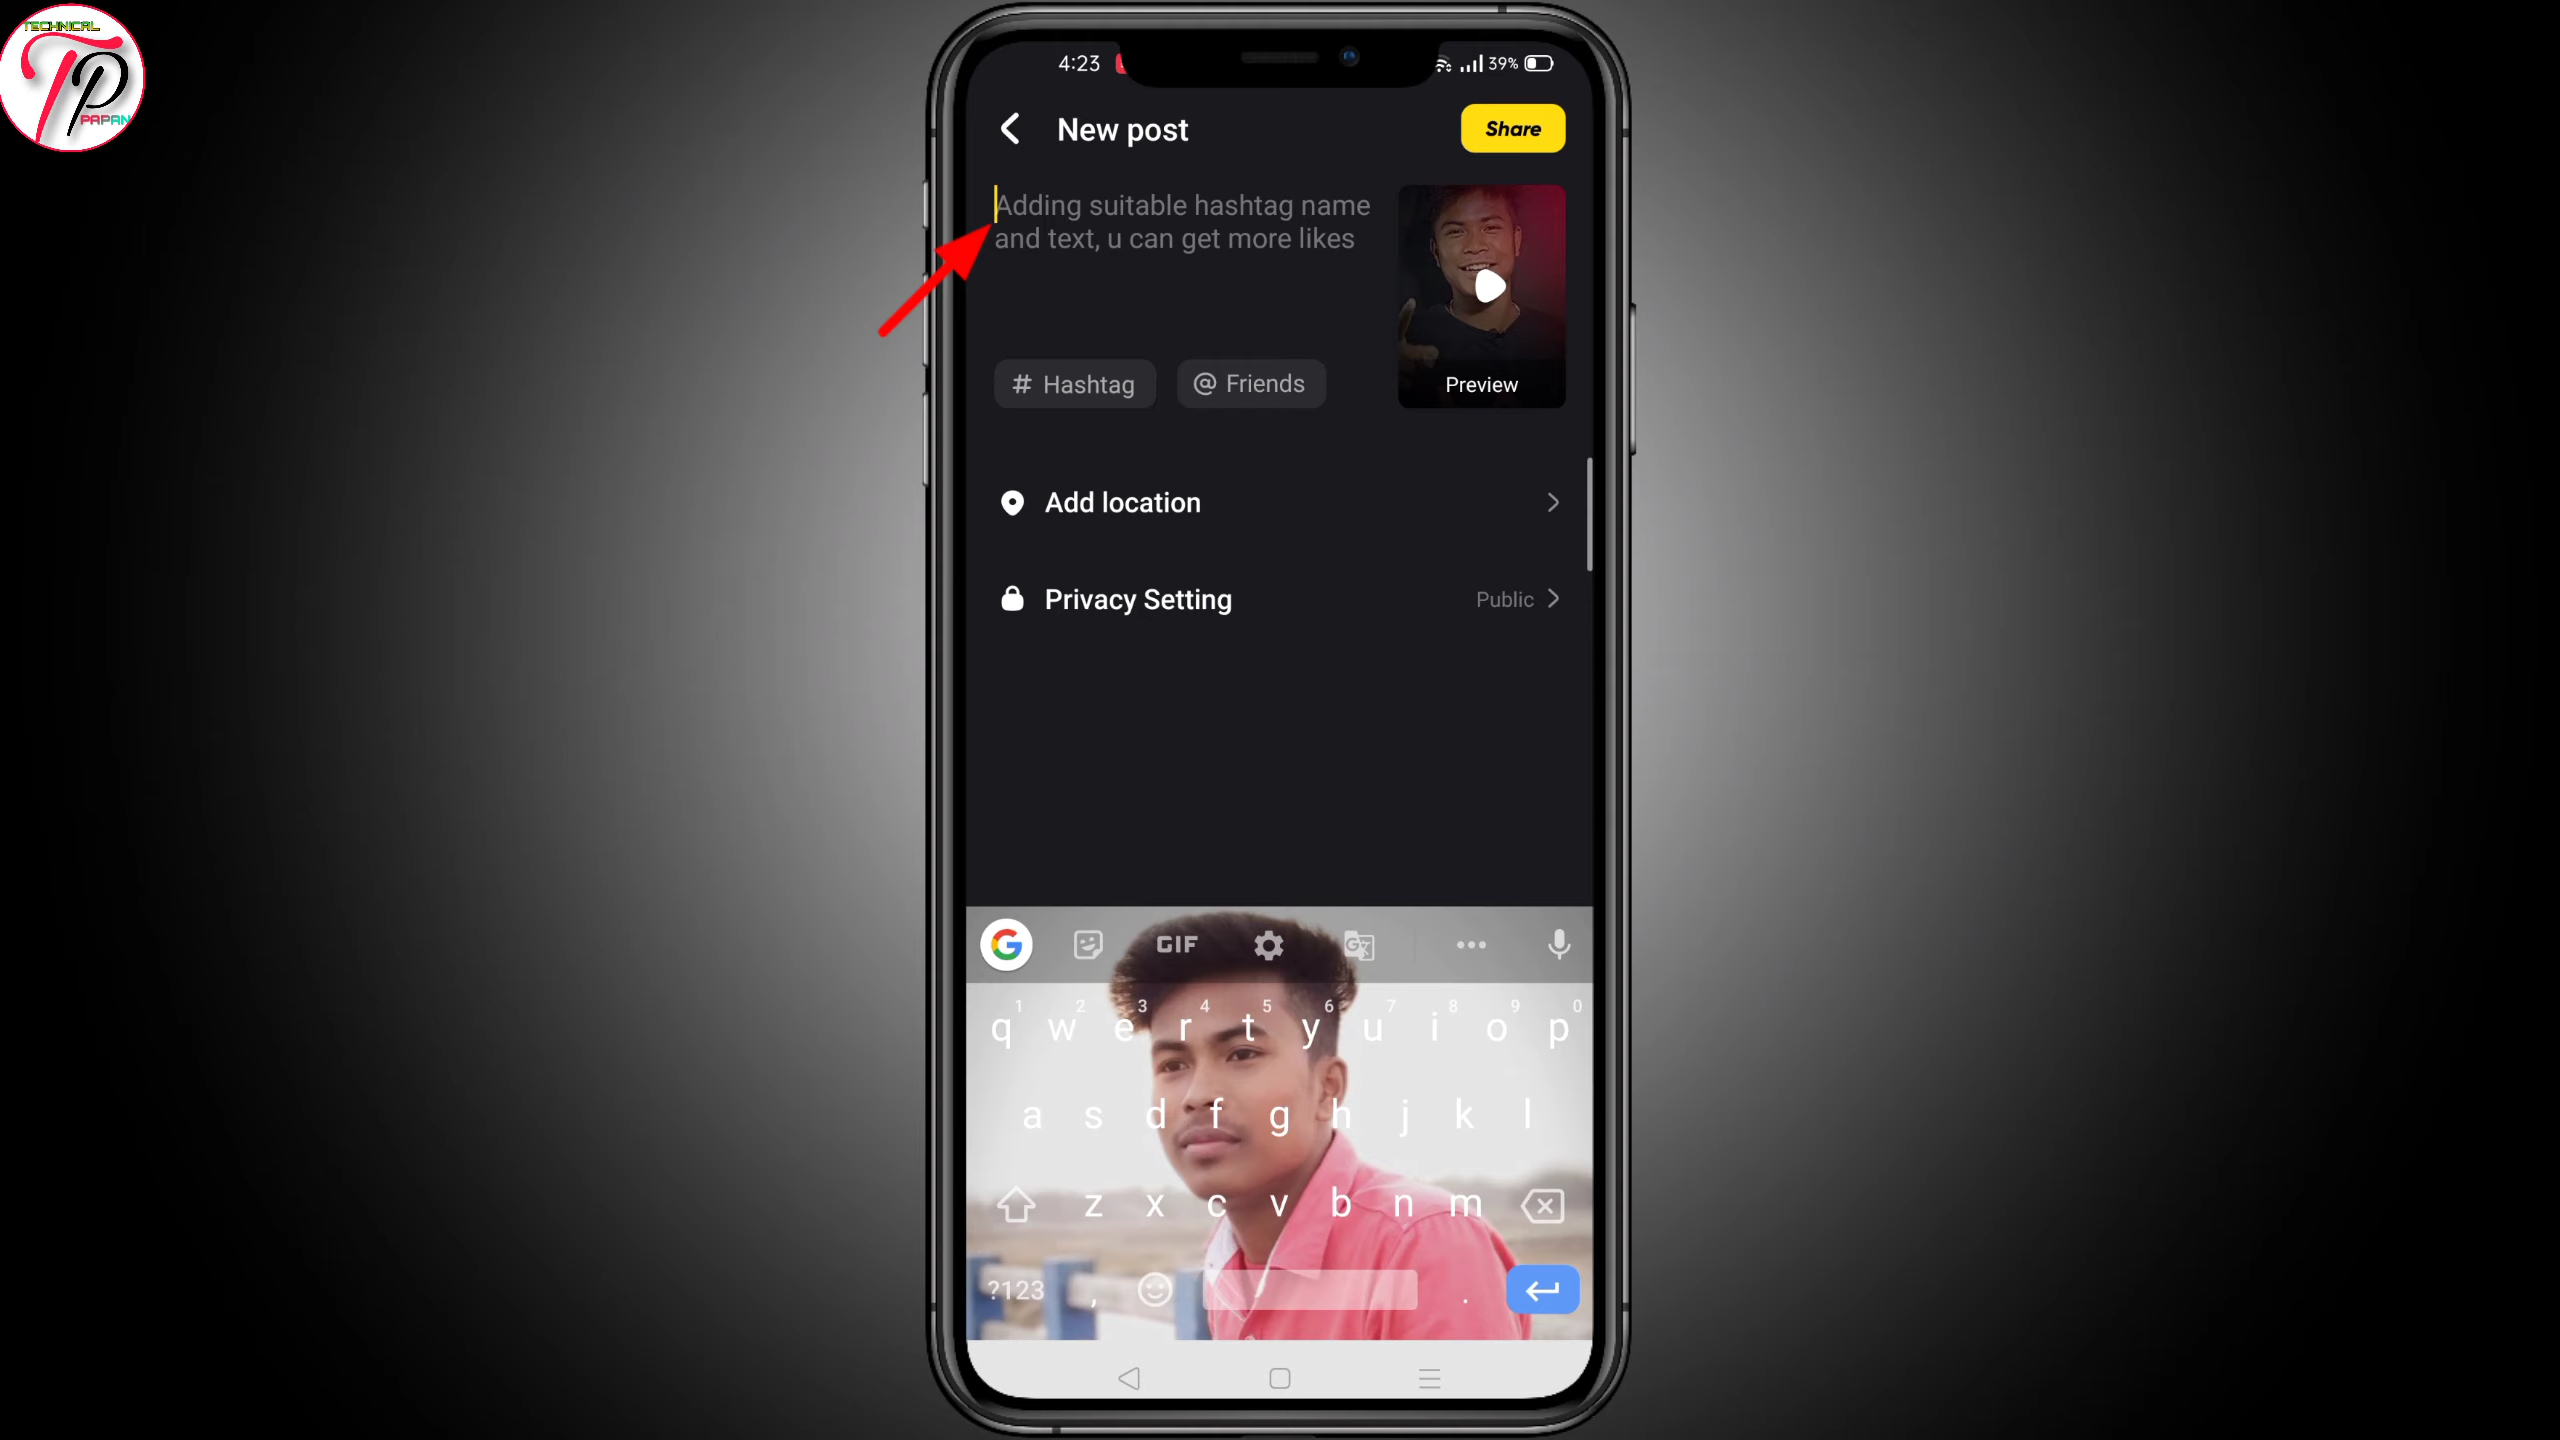 TECHNICAL
TP
PAPAN
4:23
39%
New post
Share
Adding suitable hashtag name
and text, u can get more likes
# Hashtag
@ Friends
Preview
Add location
Privacy Setting
Public
G
GIF
1 2 3 4 5 6 7 8 9 0
q w e r t y u i o p
a s d f g h j k l
z x c v b n m
?123 , .